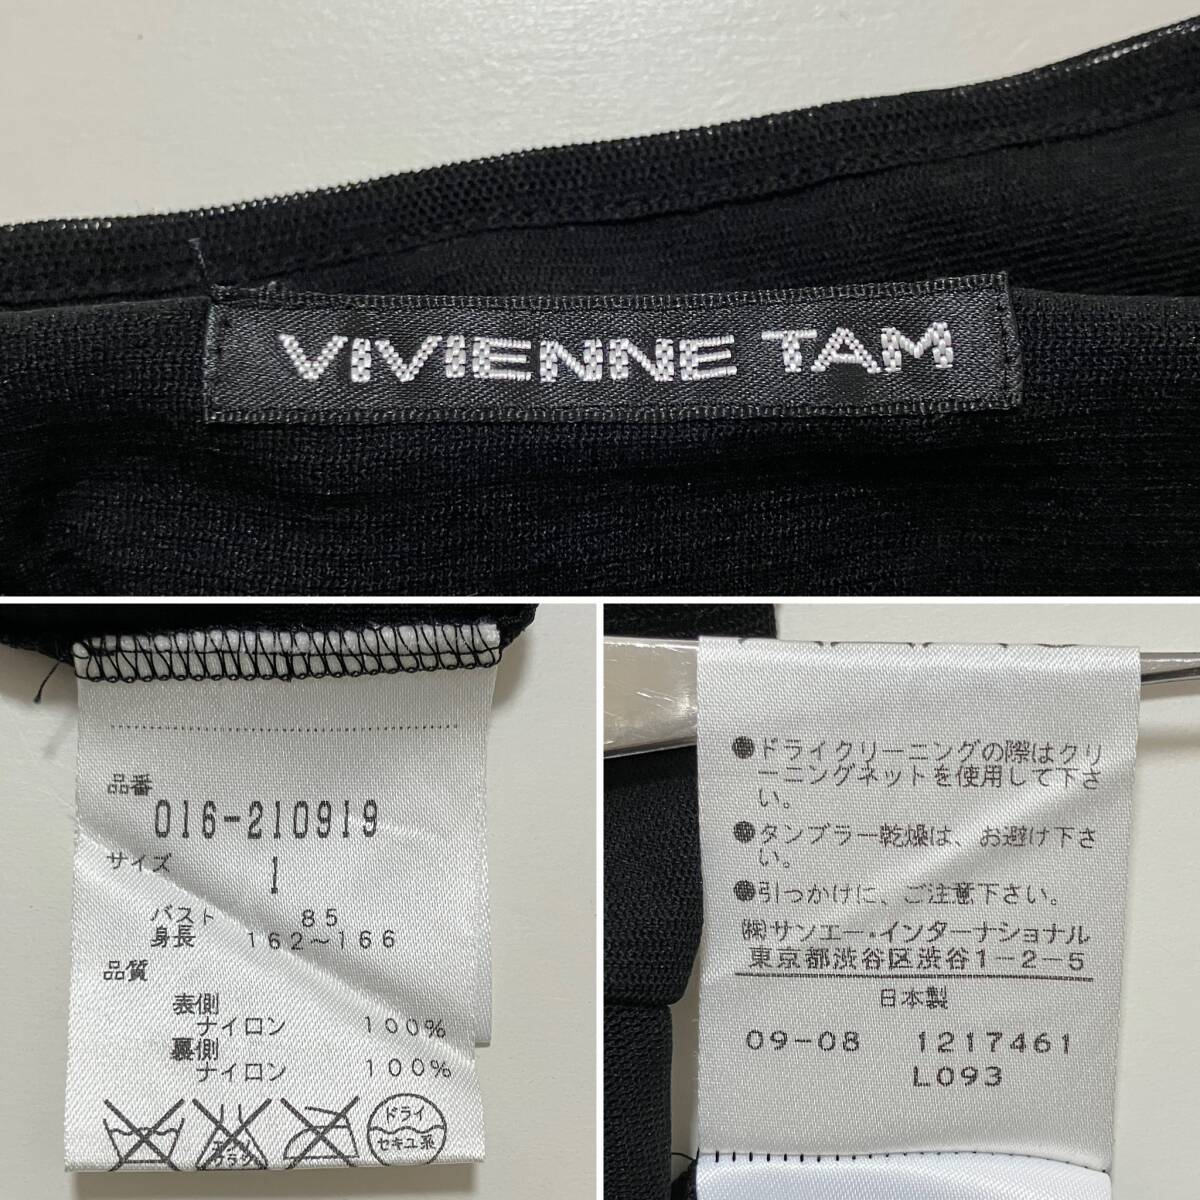 VIVIENNE TAM
品番
016-210919
サイズ
1
バスト 85
身長 162~166
品質
表側
ナイロン 100%
裏側
ナイロン 100%
ドライ
セキユ系
●ドライクリーニングの際はクリ
ーニングネットを使用して下さ
い。
●タンブラー乾燥は、お避け下さ
い。
●引っかけに、ご注意下さい。
㈱サンエー・インターナショナル
東京都渋谷区渋谷1-2-5
日本製
09-08 1217461
L093